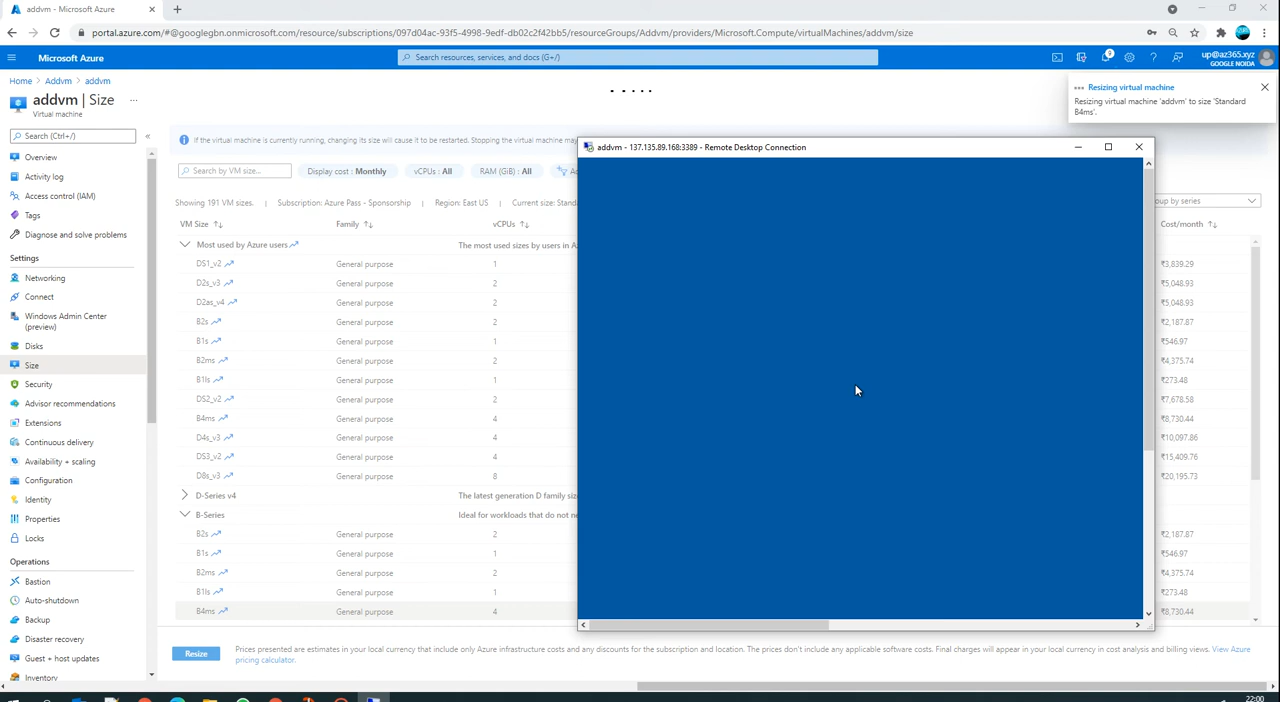 addvm - Microsoft Azure
portal.azure.com/#@googlegbn.onmicrosoft.com/resource/subscriptions/097d04ac-93f5-4998-9edf-db02c2f42bb5/resourceGroups/Addvm/providers/Microsoft.Compute/virtualMachines/addvm/size
Microsoft Azure
Search resources, services, and docs (G+/)
up@az365.xyz
GOOGLE NOIDA
Home > Addvm > addvm
addvm | Size ...
Virtual machine
Resizing virtual machine
Resizing virtual machine 'addvm' to size 'Standard
B4ms'.
Search (Ctrl+/)
Overview
Activity log
Access control (IAM)
Tags
Diagnose and solve problems
Settings
Networking
Connect
Windows Admin Center
(preview)
Disks
Size
Security
Advisor recommendations
Extensions
Continuous delivery
Availability + scaling
Configuration
Identity
Properties
Locks
Operations
Bastion
Auto-shutdown
Backup
Disaster recovery
Guest + host updates
Inventory
If the virtual machine is currently running, changing its size will cause it to be restarted. Stopping the virtual machine may
Search by VM size...
Display cost : Monthly
vCPUs : All
RAM (GiB) : All
Showing 191 VM sizes. | Subscription: Azure Pass - Sponsorship | Region: East US | Current size: Standa
oup by series
VM Size Family vCPUs Cost/month
Most used by Azure users The most used sizes by users in A
DS1_v2 General purpose 1 ₹3,839.29
D2s_v3 General purpose 2 ₹5,048.93
D2as_v4 General purpose 2 ₹5,048.93
B2s General purpose 2 ₹2,187.87
B1s General purpose 1 ₹546.97
B2ms General purpose 2 ₹4,375.74
B1ls General purpose 1 ₹273.48
DS2_v2 General purpose 2 ₹7,678.58
B4ms General purpose 4 ₹8,730.44
D4s_v3 General purpose 4 ₹10,097.86
DS3_v2 General purpose 4 ₹15,409.76
D8s_v3 General purpose 8 ₹20,195.73
D-Series v4 The latest generation D family size
B-Series Ideal for workloads that do not ne
B2s General purpose 2 ₹2,187.87
B1s General purpose 1 ₹546.97
B2ms General purpose 2 ₹4,375.74
B1ls General purpose 1 ₹273.48
B4ms General purpose 4 ₹8,730.44
addvm - 137.135.89.168:3389 - Remote Desktop Connection
Resize
Prices presented are estimates in your local currency that include only Azure infrastructure costs and any discounts for the subscription and location. The prices don't include any applicable software costs. Final charges will appear in your local currency in cost analysis and billing views. View Azure
pricing calculator.
22:00